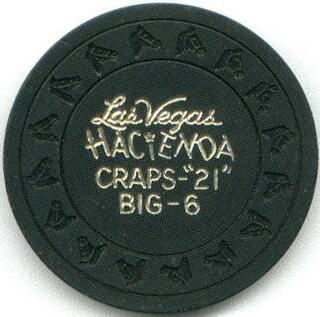 Las Vegas
HACiENDA
CRAPS-"21"
BIG-6